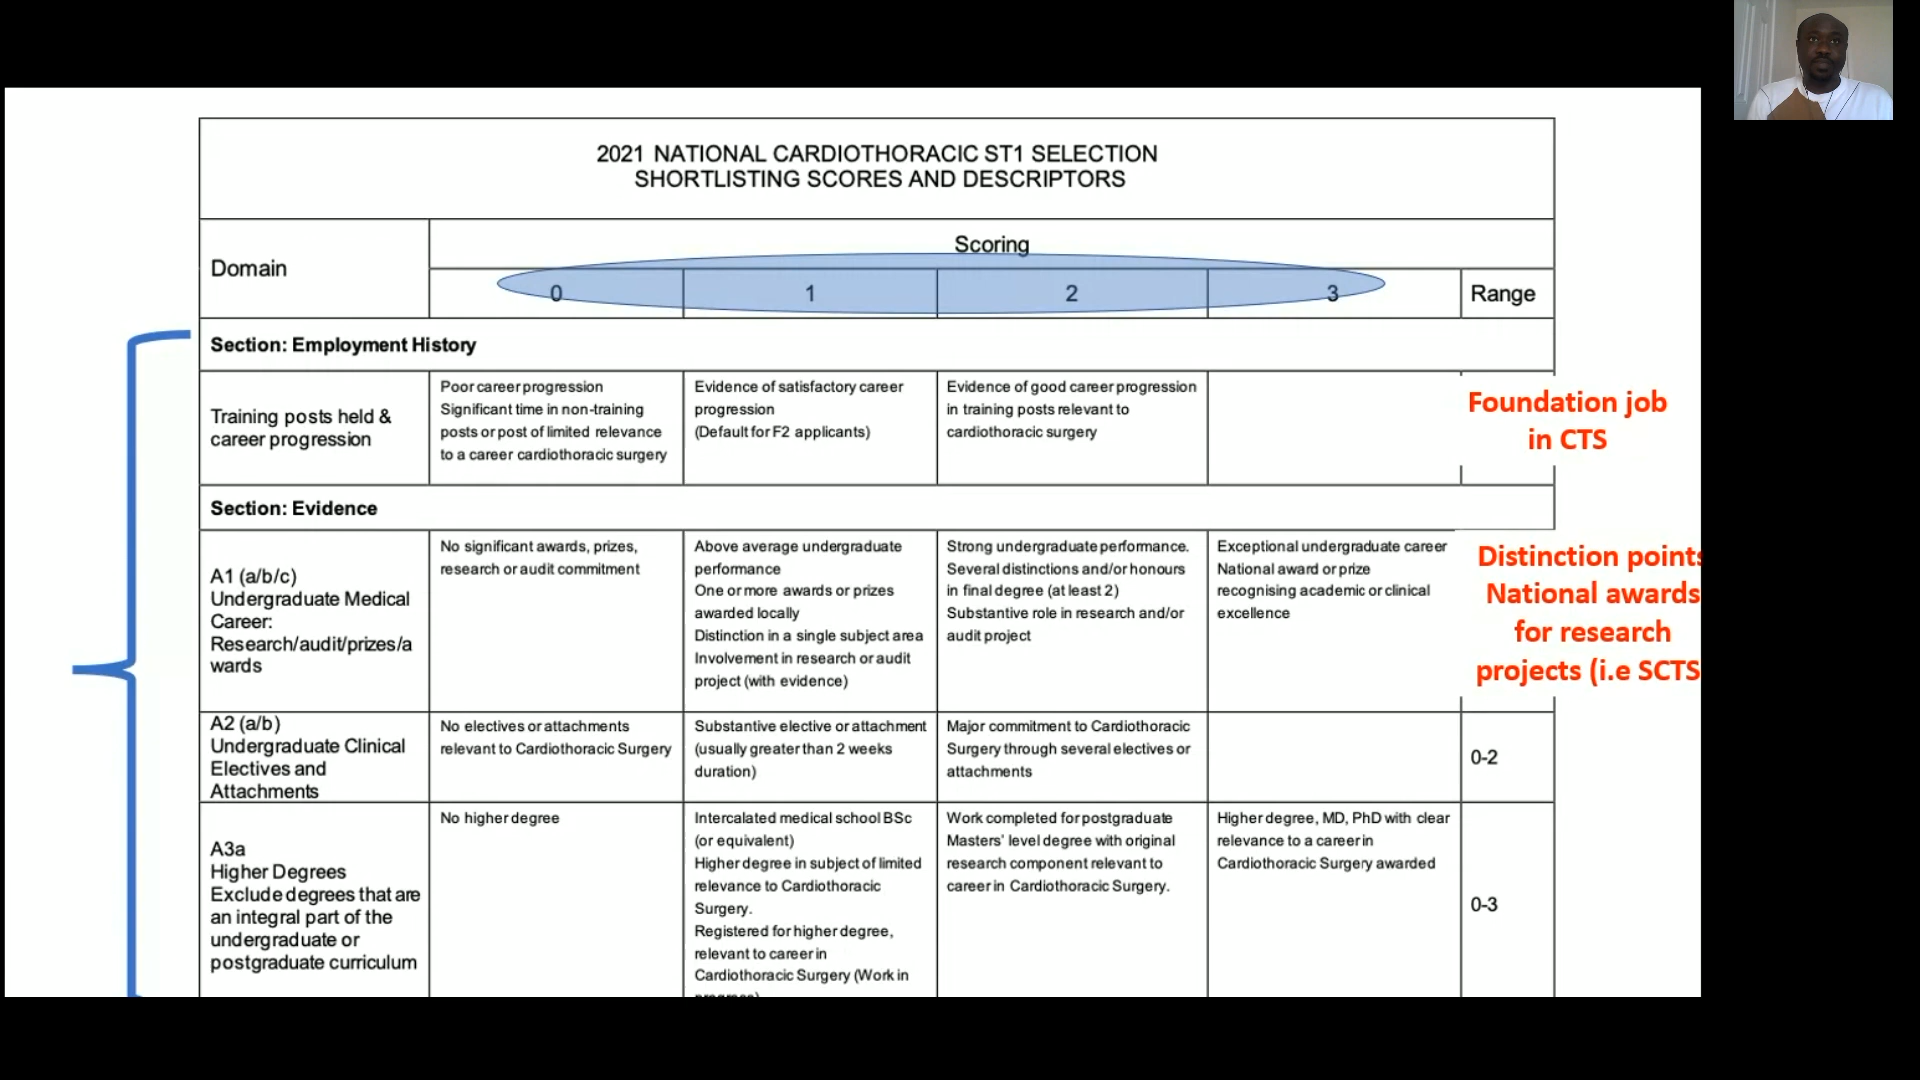 2021 NATIONAL CARDIOTHORACIC ST1 SELECTION
SHORTLISTING SCORES AND DESCRIPTORS
Domain
Scoring
0
1
2
3
Range
Section: Employment History
Training posts held &
career progression
Poor career progression
Significant time in non-training
posts or post of limited relevance
to a career cardiothoracic surgery
Evidence of satisfactory career
progression
(Default for F2 applicants)
Evidence of good career progression
in training posts relevant to
cardiothoracic surgery
Foundation job
in CTS
Section: Evidence
A1 (a/b/c)
Undergraduate Medical
Career:
Research/audit/prizes/a
wards
No significant awards, prizes,
research or audit commitment
Above average undergraduate
performance
One or more awards or prizes
awarded locally
Distinction in a single subject area
Involvement in research or audit
project (with evidence)
Strong undergraduate performance.
Several distinctions and/or honours
in final degree (at least 2)
Substantive role in research and/or
audit project
Exceptional undergraduate career
National award or prize
recognising academic or clinical
excellence
Distinction points
National awards
for research
projects (i.e SCTS
A2 (a/b)
Undergraduate Clinical
Electives and
Attachments
No electives or attachments
relevant to Cardiothoracic Surgery
Substantive elective or attachment
(usually greater than 2 weeks
duration)
Major commitment to Cardiothoracic
Surgery through several electives or
attachments
0-2
A3a
Higher Degrees
Exclude degrees that are
an integral part of the
undergraduate or
postgraduate curriculum
No higher degree
Intercalated medical school BSc
(or equivalent)
Higher degree in subject of limited
relevance to Cardiothoracic
Surgery.
Registered for higher degree,
relevant to career in
Cardiothoracic Surgery (Work in
Work completed for postgraduate
Masters' level degree with original
research component relevant to
career in Cardiothoracic Surgery.
Higher degree, MD, PhD with clear
relevance to a career in
Cardiothoracic Surgery awarded
0-3